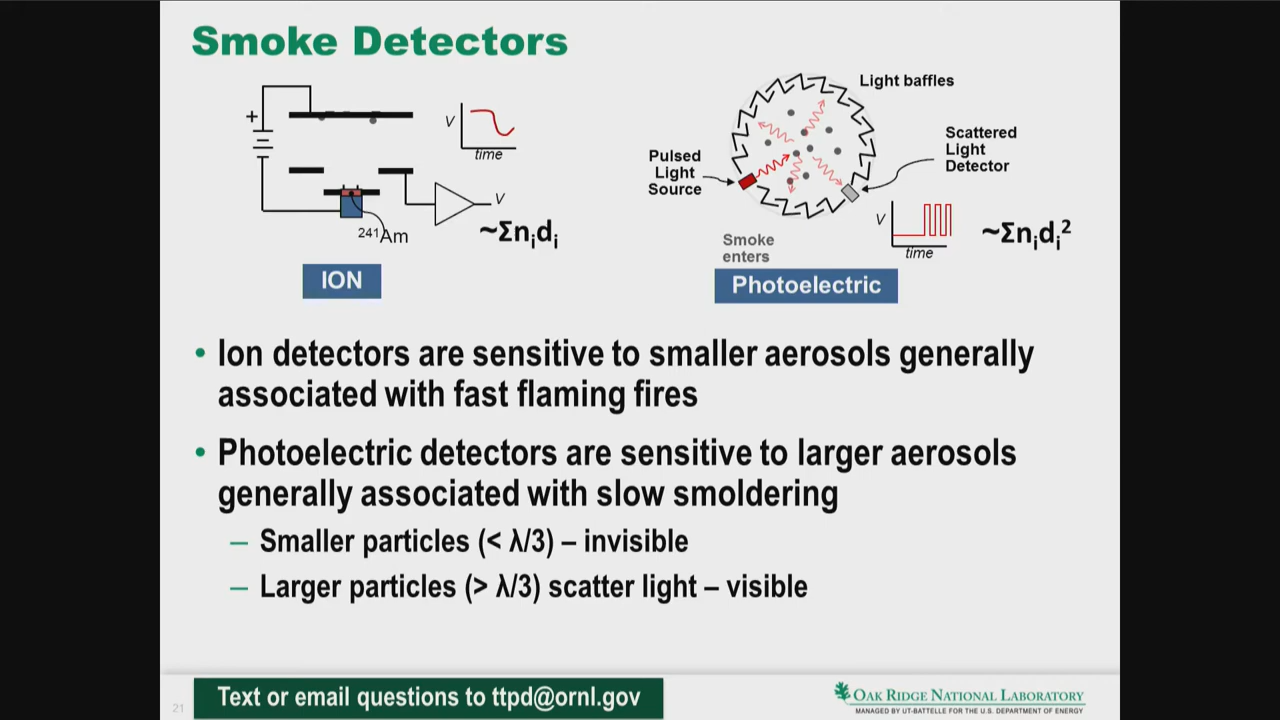 Smoke Detectors
+
V
time
V
241Am
~Σnidi
ION
Light baffles
Pulsed
Light
Source
Scattered
Light
Detector
V
time
~Σnidi2
Smoke
enters
Photoelectric
• Ion detectors are sensitive to smaller aerosols generally
associated with fast flaming fires
• Photoelectric detectors are sensitive to larger aerosols
generally associated with slow smoldering
– Smaller particles (< λ/3) – invisible
– Larger particles (> λ/3) scatter light – visible
21
Text or email questions to ttpd@ornl.gov
OAK RIDGE NATIONAL LABORATORY
MANAGED BY UT-BATTELLE FOR THE U.S. DEPARTMENT OF ENERGY